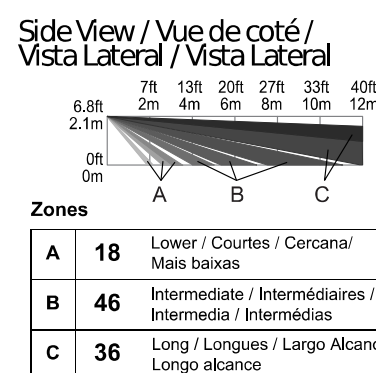 Side View / Vue de coté /
Vista Lateral / Vista Lateral
7ft 13ft 20ft 27ft 33ft 40ft
6.8ft 2m 4m 6m 8m 10m 12m
2.1m
0ft
0m
A B C
Zones
A 18 Lower / Courtes / Cercana/
Mais baixas
B 46 Intermediate / Intermédiaires /
Intermedia / Intermédias
C 36 Long / Longues / Largo Alcanc
Longo alcance